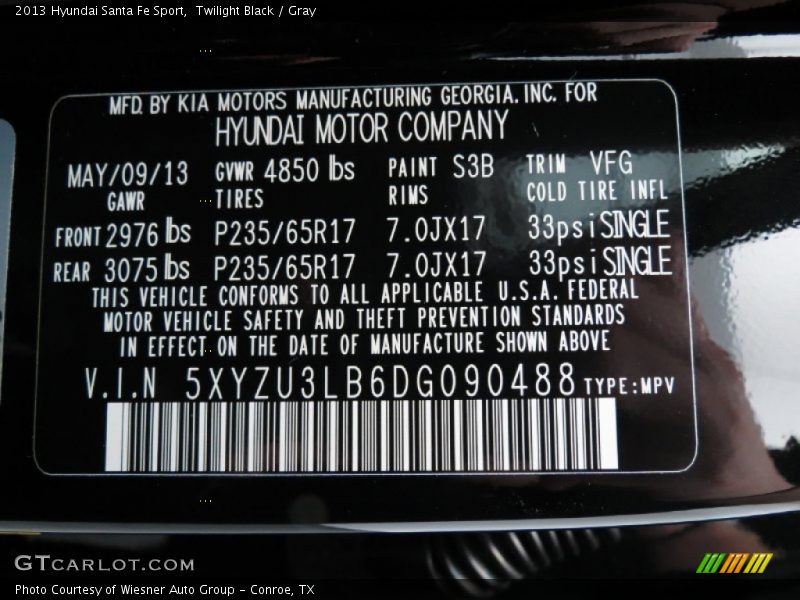 2013 Hyundai Santa Fe Sport,  Twilight Black / Gray
MFD. BY KIA MOTORS MANUFACTURING GEORGIA. INC. FOR
HYUNDAI MOTOR COMPANY
MAY/09/13 GVWR 4850 lbs PAINT S3B TRIM VFG
GAWR TIRES RIMS COLD TIRE INFL
FRONT 2976 lbs P235/65R17 7.0JX17 33psi SINGLE
REAR 3075 lbs P235/65R17 7.0JX17 33psi SINGLE
THIS VEHICLE CONFORMS TO ALL APPLICABLE U.S.A. FEDERAL
MOTOR VEHICLE SAFETY AND THEFT PREVENTION STANDARDS
IN EFFECT ON THE DATE OF MANUFACTURE SHOWN ABOVE
V.I.N 5XYZU3LB6DG090488 TYPE:MPV
GTCARLOT.COM
Photo Courtesy of Wiesner Auto Group - Conroe, TX